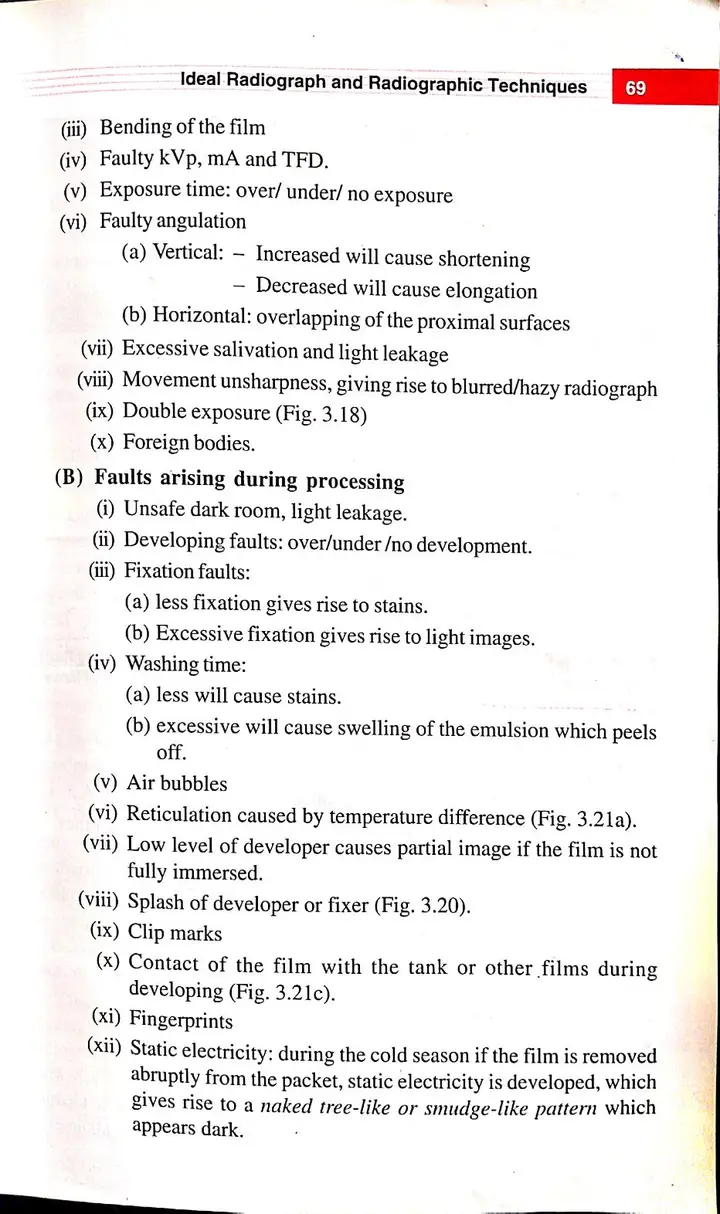 Ideal Radiograph and Radiographic Techniques 69
(iii) Bending of the film
(iv) Faulty kVp, mA and TFD.
(v) Exposure time: over/ under/ no exposure
(vi) Faulty angulation
(a) Vertical: – Increased will cause shortening
– Decreased will cause elongation
(b) Horizontal: overlapping of the proximal surfaces
(vii) Excessive salivation and light leakage
(viii) Movement unsharpness, giving rise to blurred/hazy radiograph
(ix) Double exposure (Fig. 3.18)
(x) Foreign bodies.
(B) Faults arising during processing
(i) Unsafe dark room, light leakage.
(ii) Developing faults: over/under /no development.
(iii) Fixation faults:
(a) less fixation gives rise to stains.
(b) Excessive fixation gives rise to light images.
(iv) Washing time:
(a) less will cause stains.
(b) excessive will cause swelling of the emulsion which peels
off.
(v) Air bubbles
(vi) Reticulation caused by temperature difference (Fig. 3.21a).
(vii) Low level of developer causes partial image if the film is not
fully immersed.
(viii) Splash of developer or fixer (Fig. 3.20).
(ix) Clip marks
(x) Contact of the film with the tank or other films during
developing (Fig. 3.21c).
(xi) Fingerprints
(xii) Static electricity: during the cold season if the film is removed
abruptly from the packet, static electricity is developed, which
gives rise to a naked tree-like or smudge-like pattern which
appears dark.